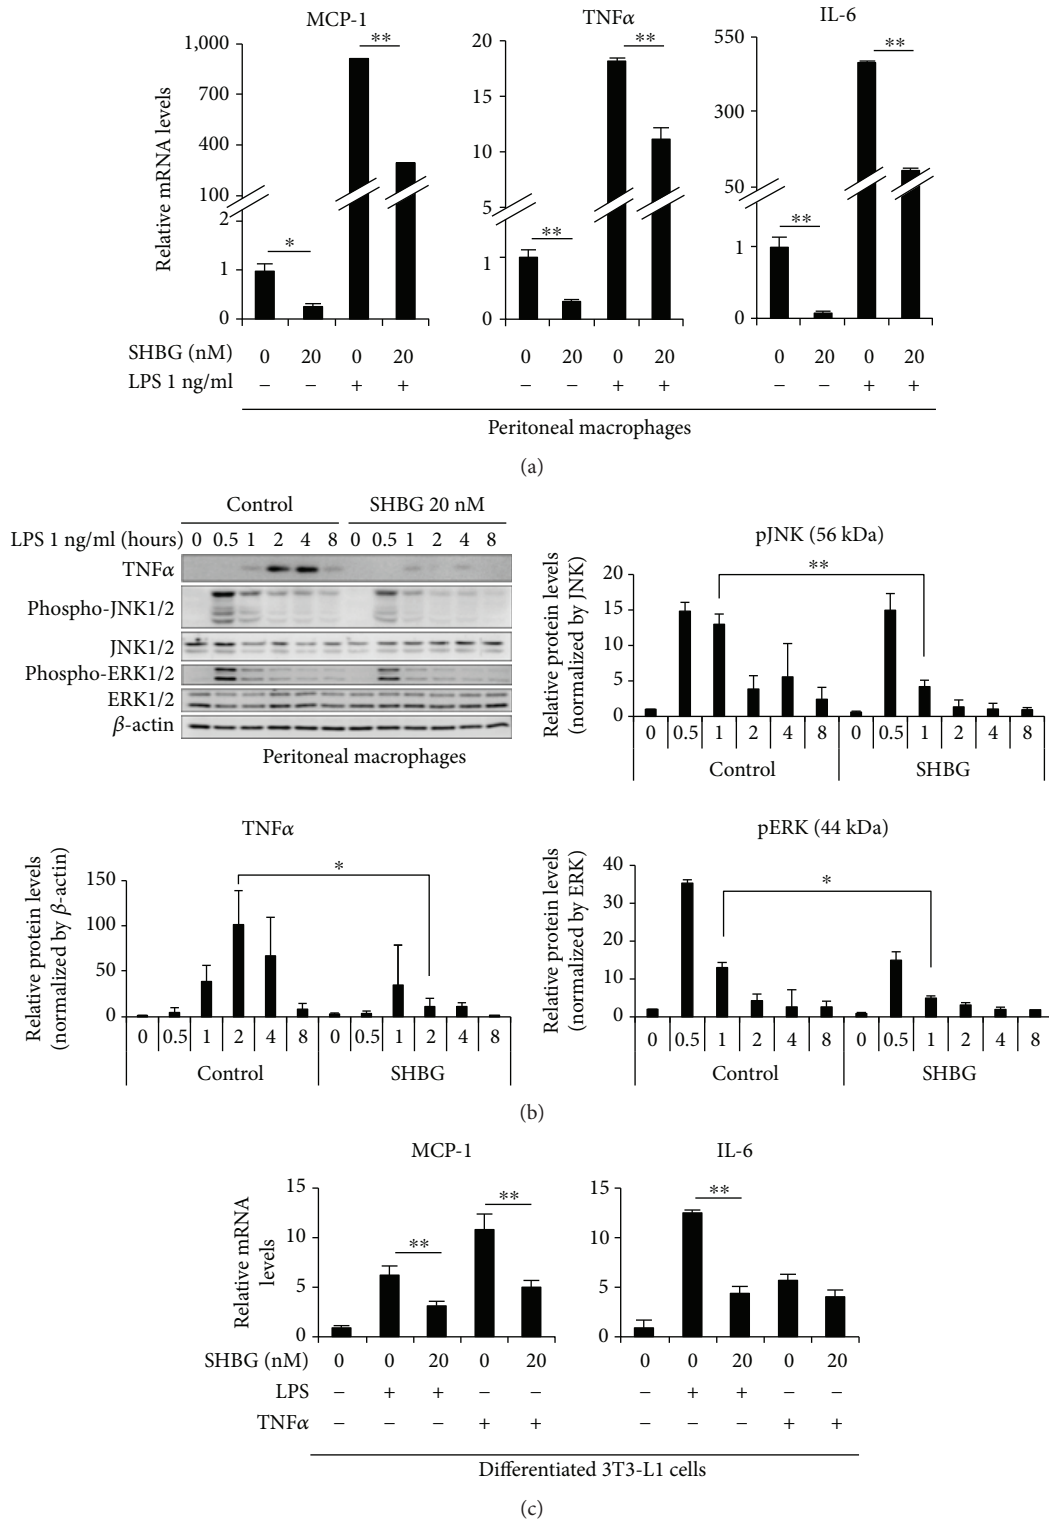 MCP-1
TNFα
IL-6
Relative mRNA levels
1,000
700
400
100
2
1
0
**
*
20
15
10
5
1
0
**
**
550
300
50
1
0
**
**
SHBG (nM) 0 20 0 20 0 20 0 20 0 20 0 20
LPS 1 ng/ml − − + + − − + + − − + +
Peritoneal macrophages
(a)
Control SHBG 20 nM
LPS 1 ng/ml (hours) 0 0.5 1 2 4 8 0 0.5 1 2 4 8
TNFα
Phospho-JNK1/2
JNK1/2
Phospho-ERK1/2
ERK1/2
β-actin
Peritoneal macrophages
pJNK (56 kDa)
Relative protein levels
(normalized by JNK)
20
15
10
5
0
**
0 0.5 1 2 4 8 0 0.5 1 2 4 8
Control SHBG
TNFα
Relative protein levels
(normalized by β-actin)
150
100
50
0
*
0 0.5 1 2 4 8 0 0.5 1 2 4 8
Control SHBG
pERK (44 kDa)
Relative protein levels
(normalized by ERK)
40
30
20
10
0
*
0 0.5 1 2 4 8 0 0.5 1 2 4 8
Control SHBG
(b)
MCP-1
IL-6
Relative mRNA
levels
15
10
5
0
**
**
15
10
5
0
**
SHBG (nM) 0 0 20 0 20 0 0 20 0 20
LPS − + + − − − + + − −
TNFα − − − + + − − − + +
Differentiated 3T3-L1 cells
(c)